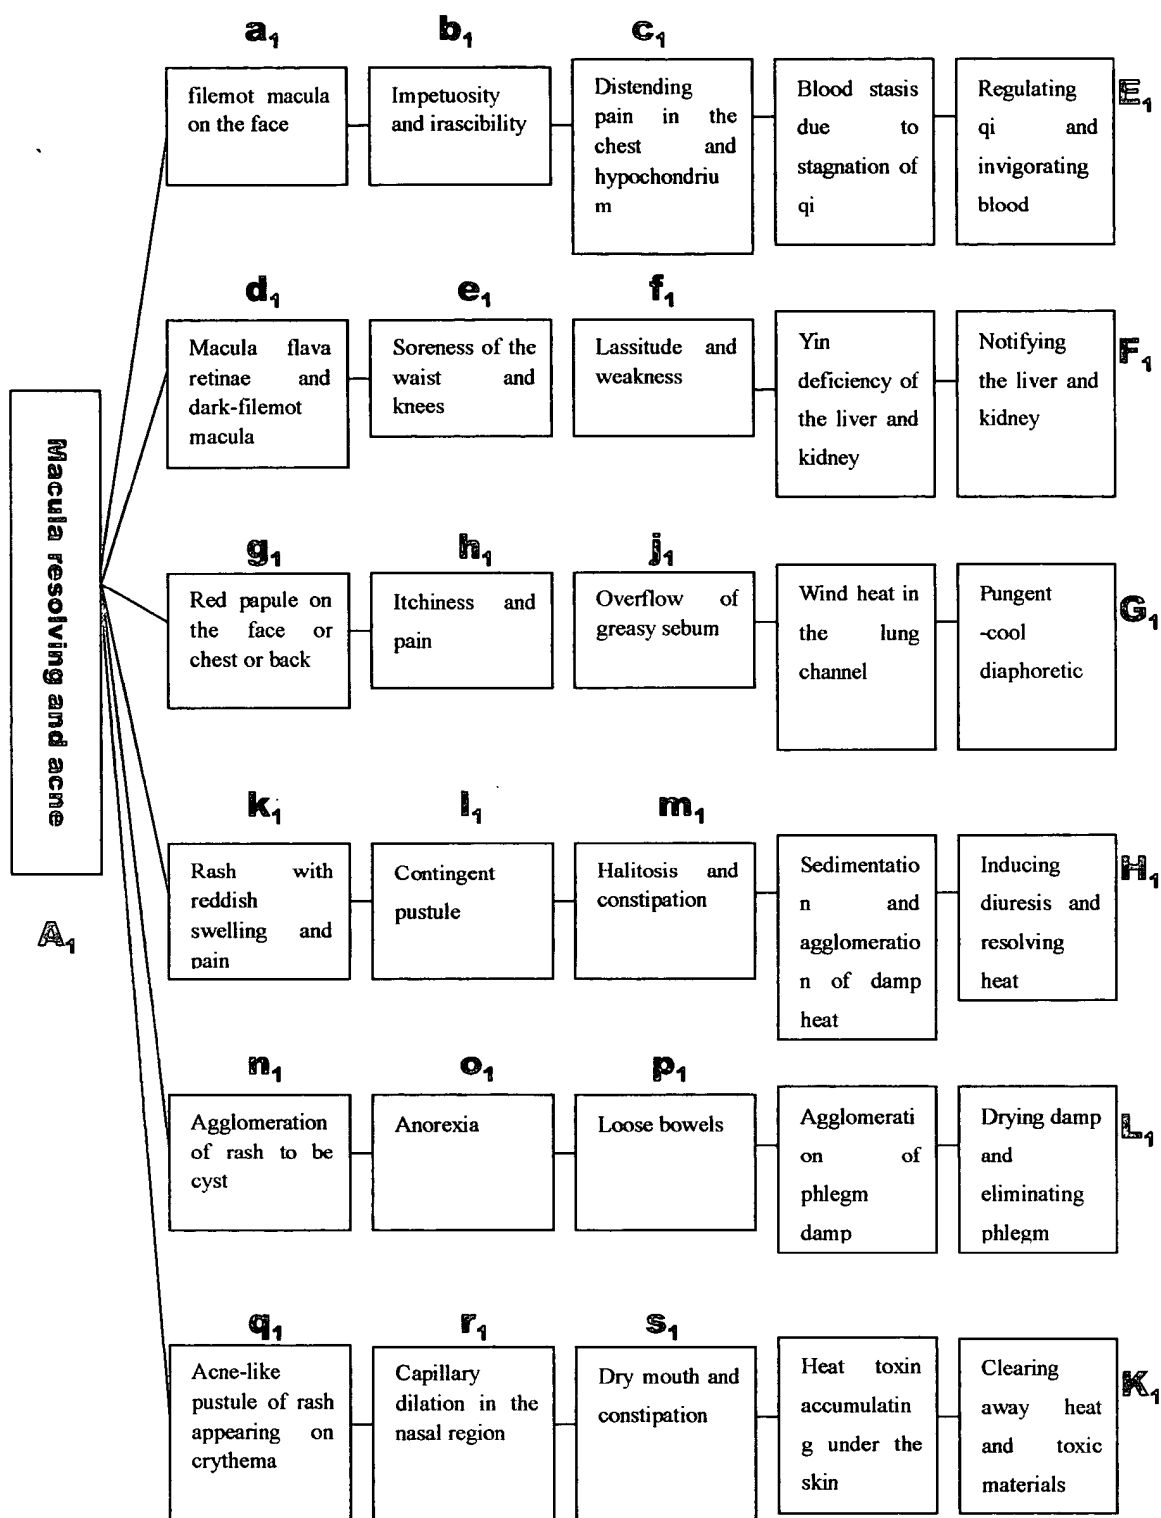 a1
b1
c1
filemot macula
on the face
Impetuosity
and irascibility
Distending
pain in the
chest and
hypochondriu
m
Blood stasis
due to
stagnation of
qi
Regulating
qi and
invigorating
blood
E1
d1
e1
f1
Macula flava
retinae and
dark-filemot
macula
Soreness of the
waist and
knees
Lassitude and
weakness
Yin
deficiency of
the liver and
kidney
Notifying
the liver and
kidney
F1
Macula resolving and acne
A1
g1
h1
j1
Red papule on
the face or
chest or back
Itchiness and
pain
Overflow of
greasy sebum
Wind heat in
the lung
channel
Pungent
-cool
diaphoretic
G1
k1
l1
m1
Rash with
reddish
swelling and
pain
Contingent
pustule
Halitosis and
constipation
Sedimentatio
n and
agglomeratio
n of damp
heat
Inducing
diuresis and
resolving
heat
H1
n1
o1
p1
Agglomeration
of rash to be
cyst
Anorexia
Loose bowels
Agglomerati
on of
phlegm
damp
Drying damp
and
eliminating
phlegm
L1
q1
r1
s1
Acne-like
pustule of rash
appearing on
crythema
Capillary
dilation in the
nasal region
Dry mouth and
constipation
Heat toxin
accumulatin
g under the
skin
Clearing
away heat
and toxic
materials
K1